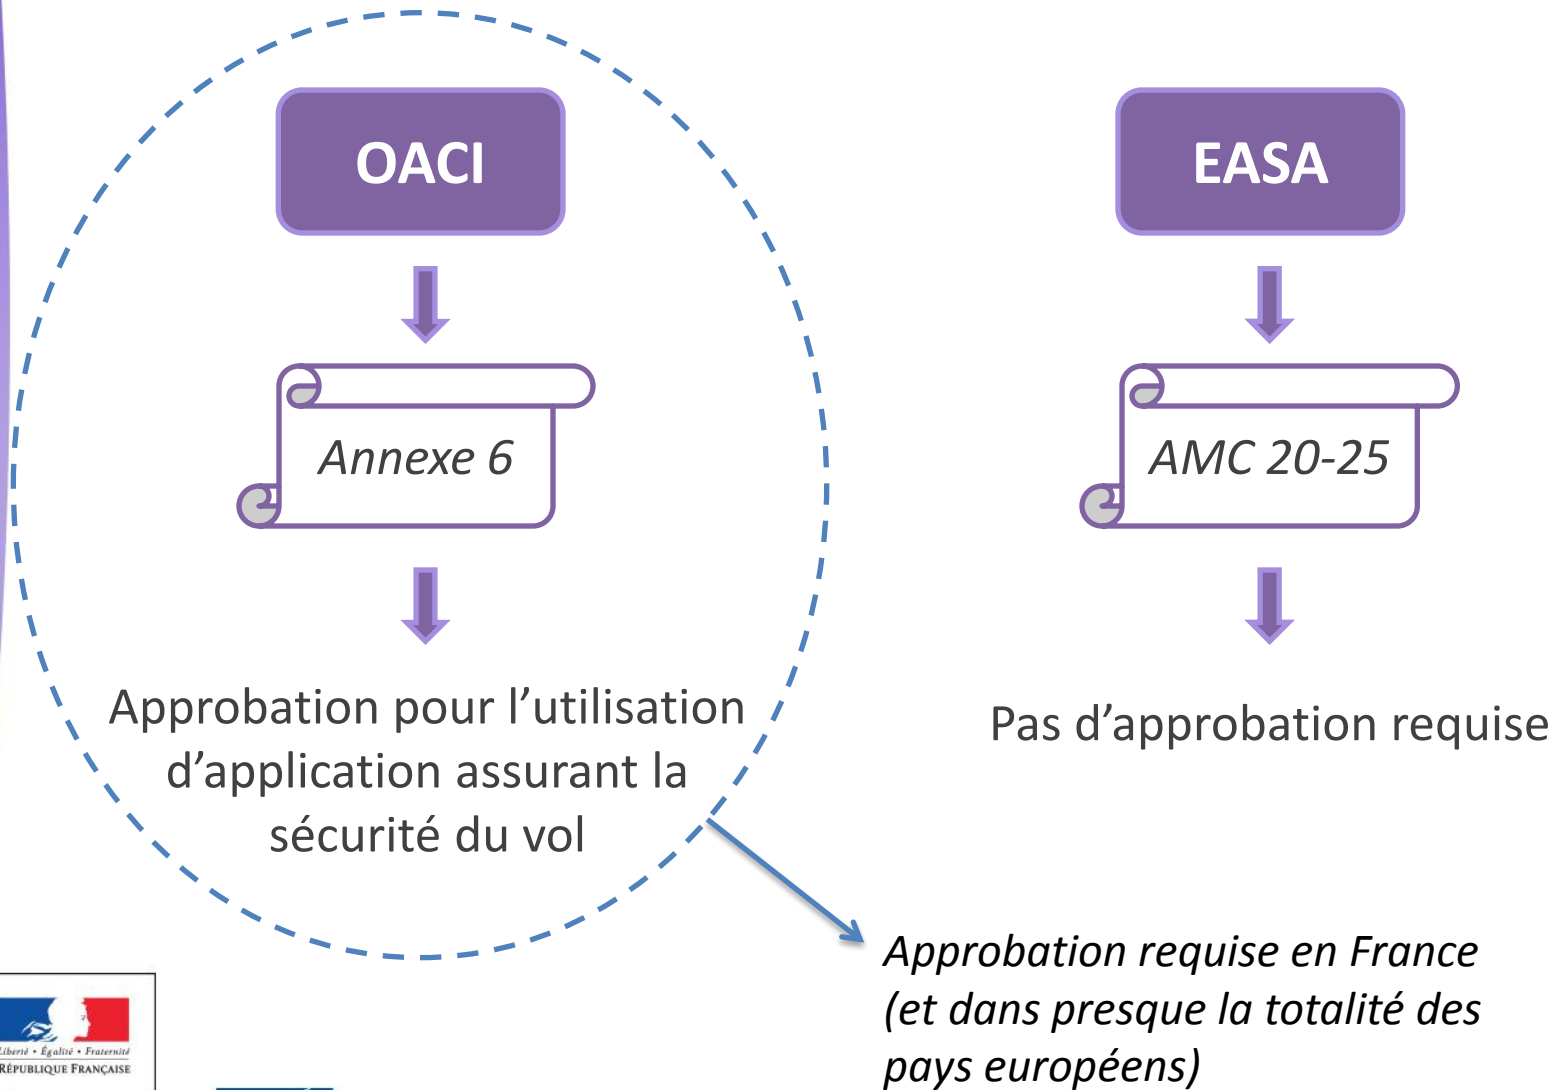 OACI
Annexe 6
Approbation pour l’utilisation
d’application assurant la
sécurité du vol
EASA
AMC 20-25
Pas d’approbation requise
Approbation requise en France
(et dans presque la totalité des
pays européens)
Liberté • Égalité • Fraternité
RÉPUBLIQUE FRANÇAISE